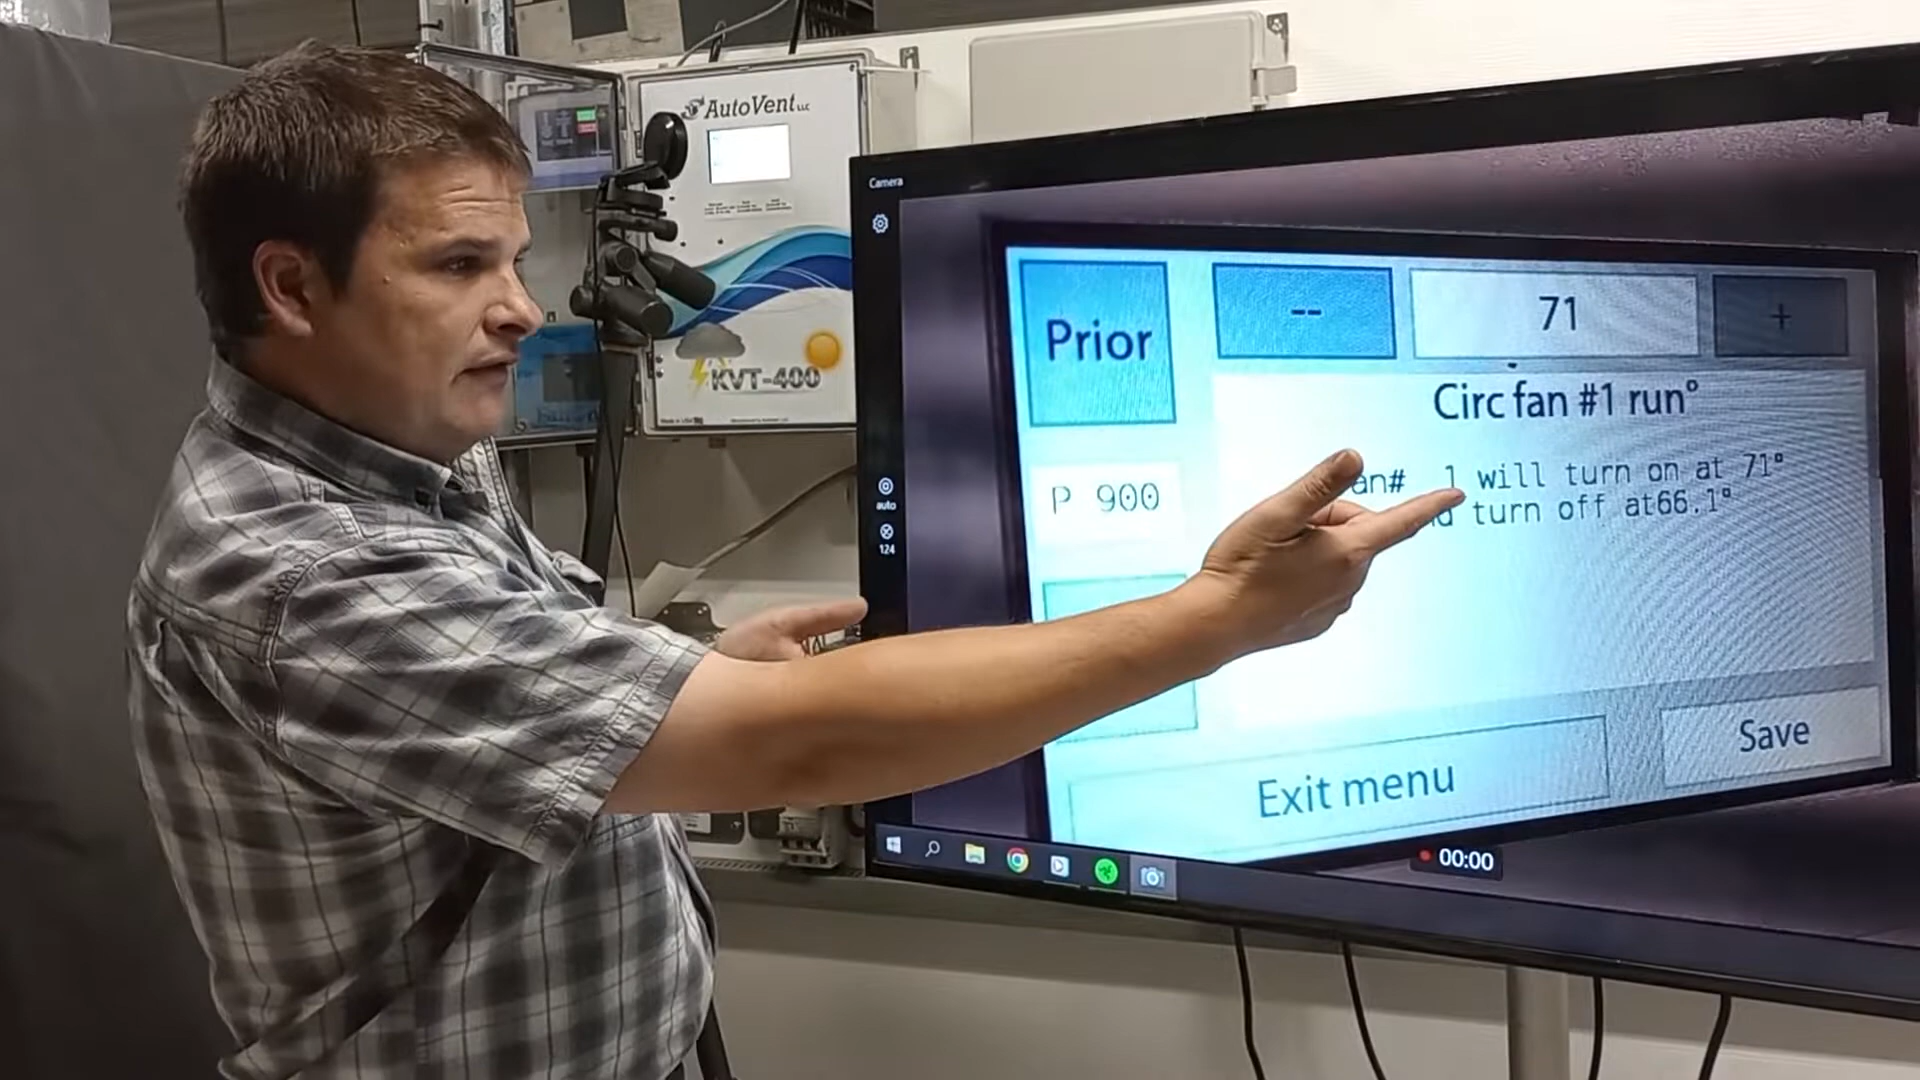 AutoVent LLC
KVT-400
Camera
auto
124
Prior
--
71
+
Circ fan #1 run°
an# 1 will turn on at 71°
turn off at66.1°
P 900
Exit menu
Save
00:00